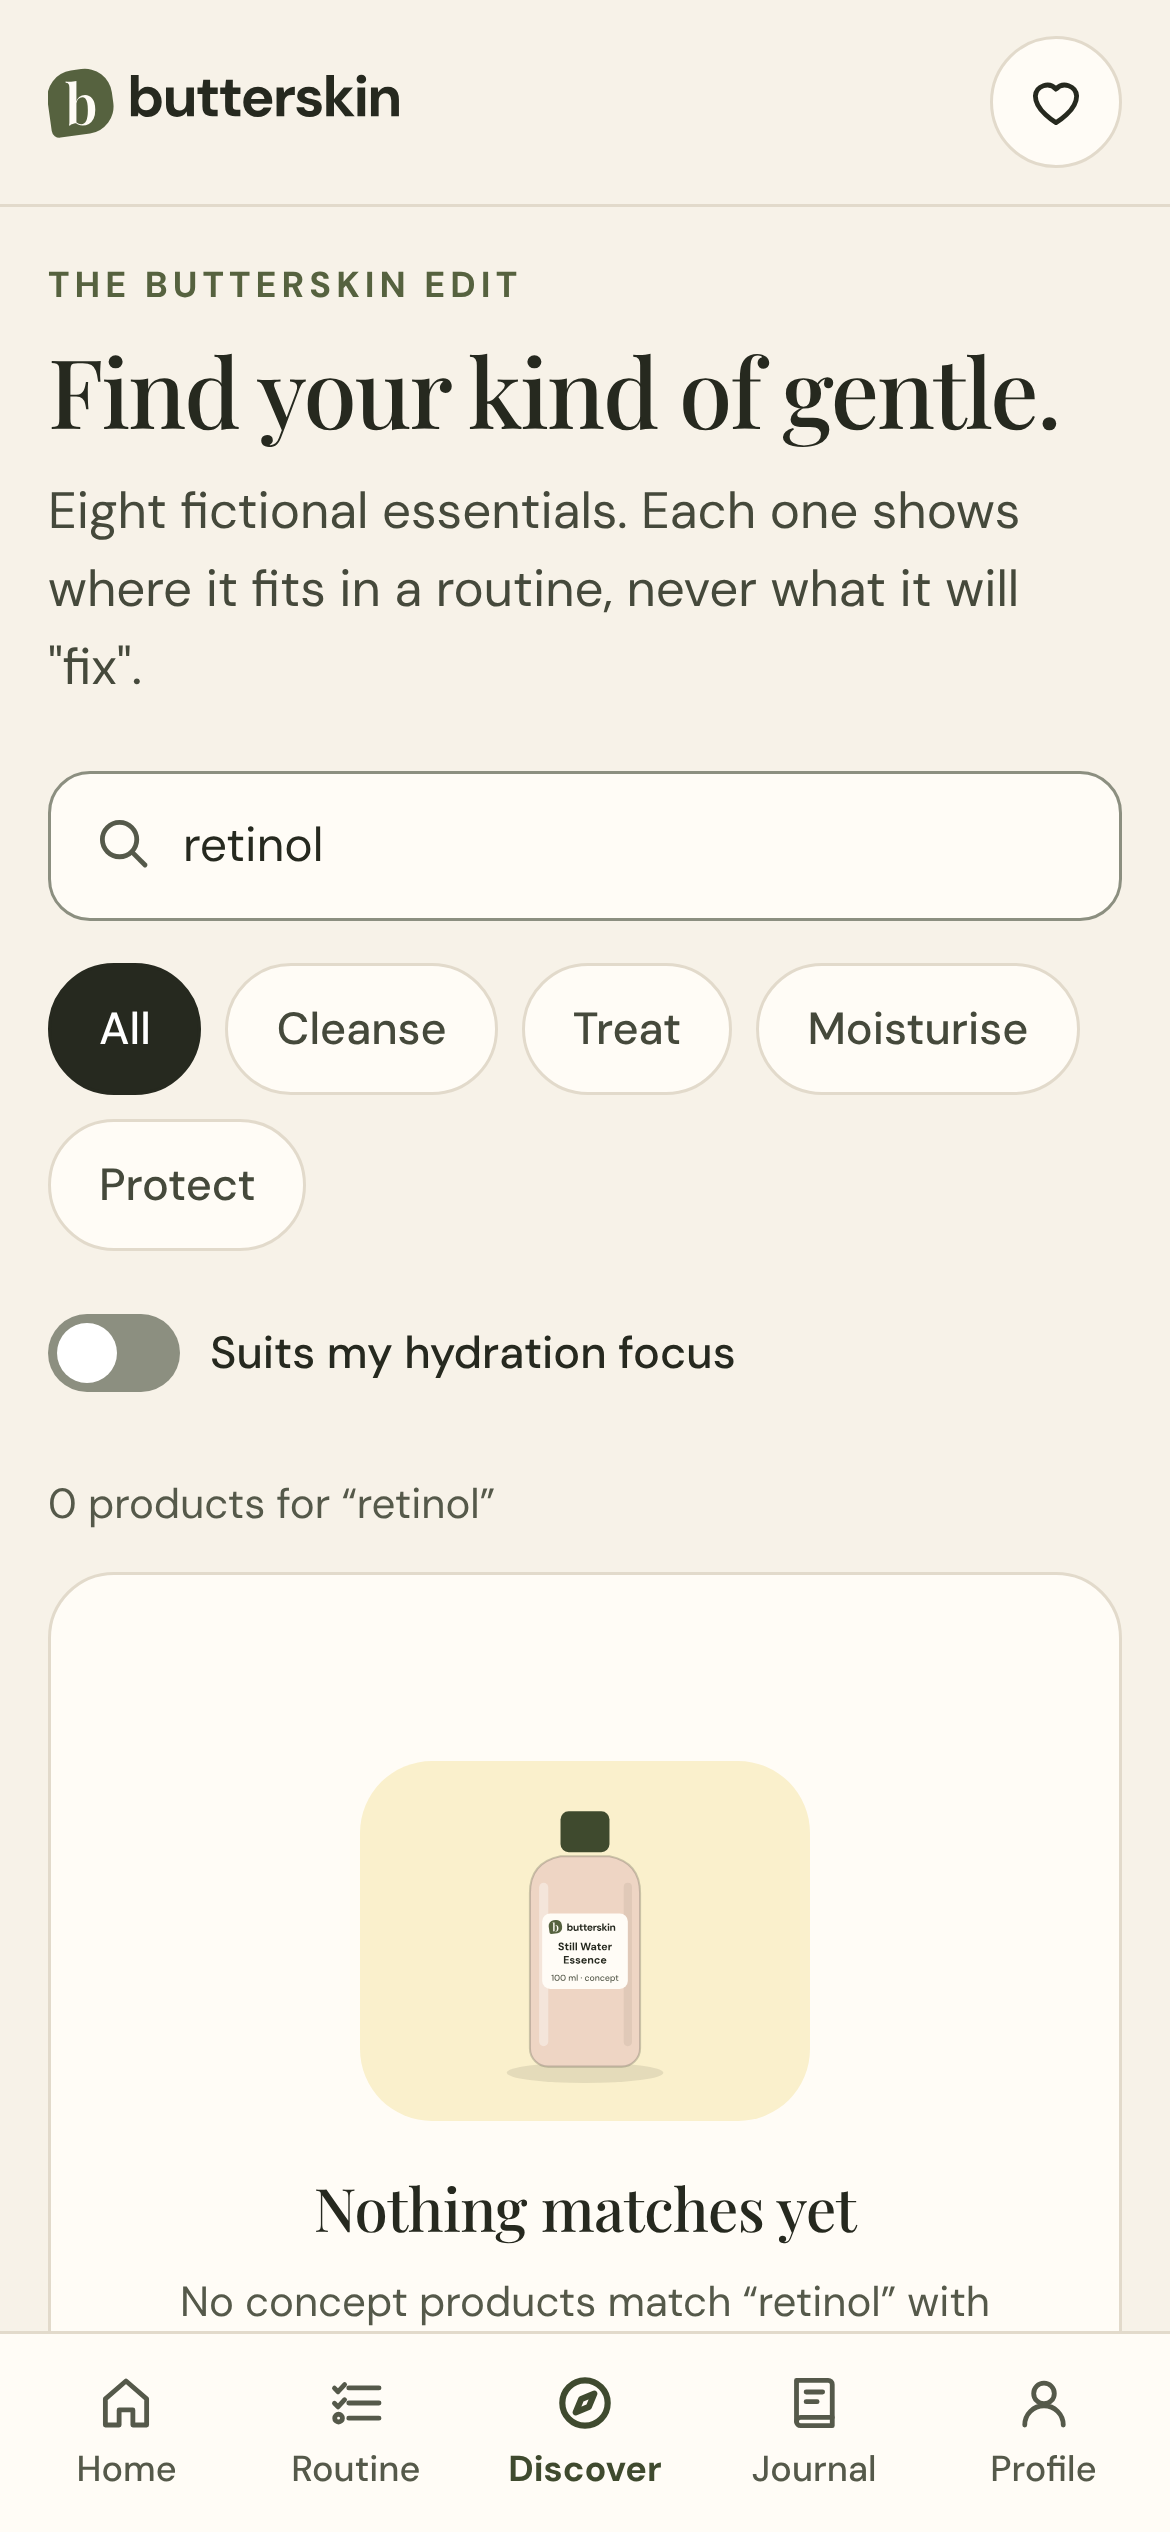 b butterskin
THE BUTTERSKIN EDIT
Find your kind of gentle.
Eight fictional essentials. Each one shows
where it fits in a routine, never what it will
"fix".
retinol
All Cleanse Treat Moisturise
Protect
Suits my hydration focus
0 products for “retinol”
b butterskin
Still Water
Essence
100 ml · concept
Nothing matches yet
No concept products match “retinol” with
Home Routine Discover Journal Profile